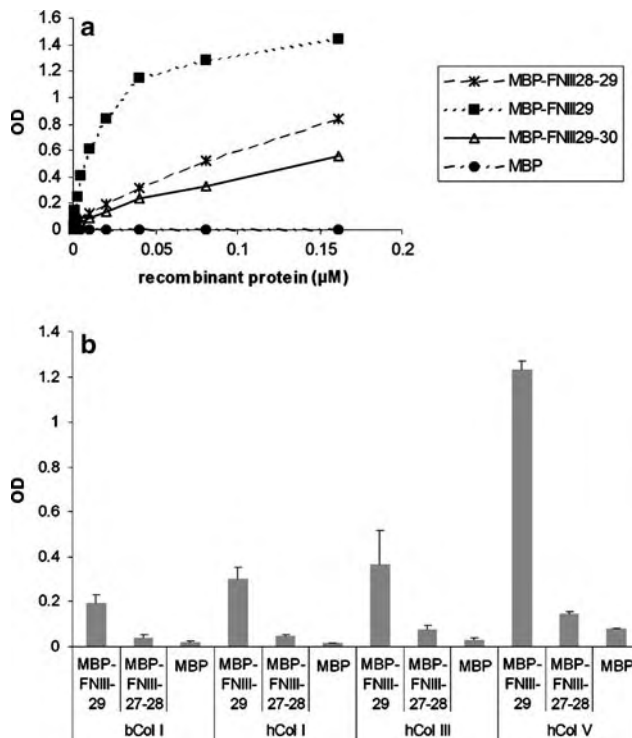 a
1.6
1.4
1.2
1
0.8
0.6
0.4
0.2
0
OD
0 0.05 0.1 0.15 0.2
recombinant protein (µM)
MBP-FNIII28-29
MBP-FNIII29
MBP-FNIII29-30
MBP
b
1.4
1.2
1
0.8
0.6
0.4
0.2
0
OD
MBP- MBP- MBP MBP- MBP- MBP MBP- MBP- MBP MBP- MBP- MBP
FNIII- FNIII- FNIII- FNIII- FNIII- FNIII- FNIII- FNIII-
29 27-28 29 27-28 29 27-28 29 27-28
bCol I hCol I hCol III hCol V